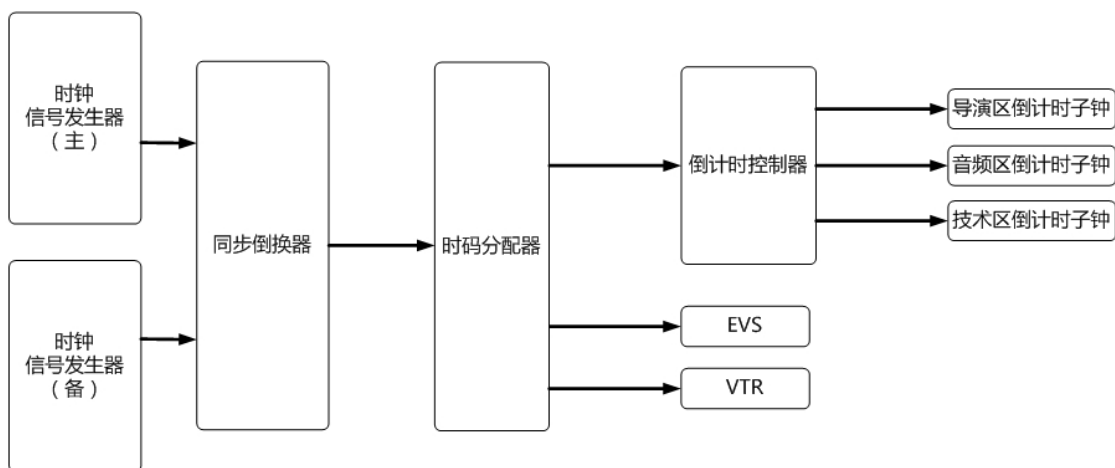 时钟
信号发生器
（主）
时钟
信号发生器
（备）
同步倒换器
时码分配器
倒计时控制器
EVS
VTR
导演区倒计时子钟
音频区倒计时子钟
技术区倒计时子钟